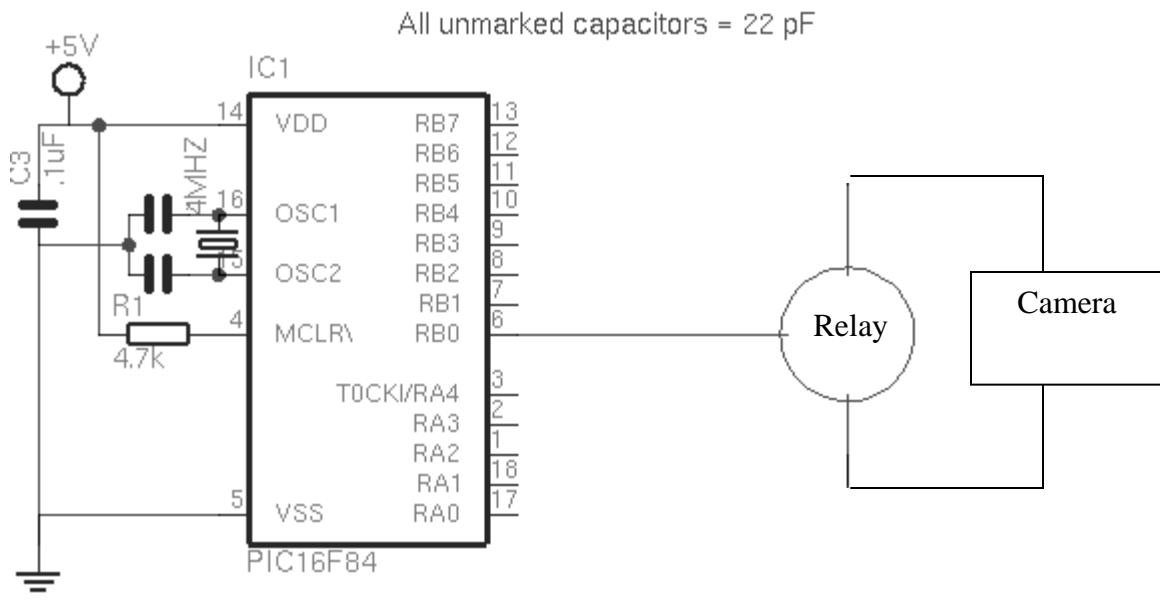 All unmarked capacitors = 22 pF
+5V
IC1
14
VDD
RB7
13
RB6
12
RB5
11
C3
.1uF
4MHZ
16
OSC1
RB4
10
RB3
9
15
OSC2
RB2
8
RB1
7
R1
4.7k
4
MCLR\
RB0
6
Relay
Camera
T0CKI/RA4
3
RA3
2
RA2
1
RA1
18
5
VSS
RA0
17
PIC16F84